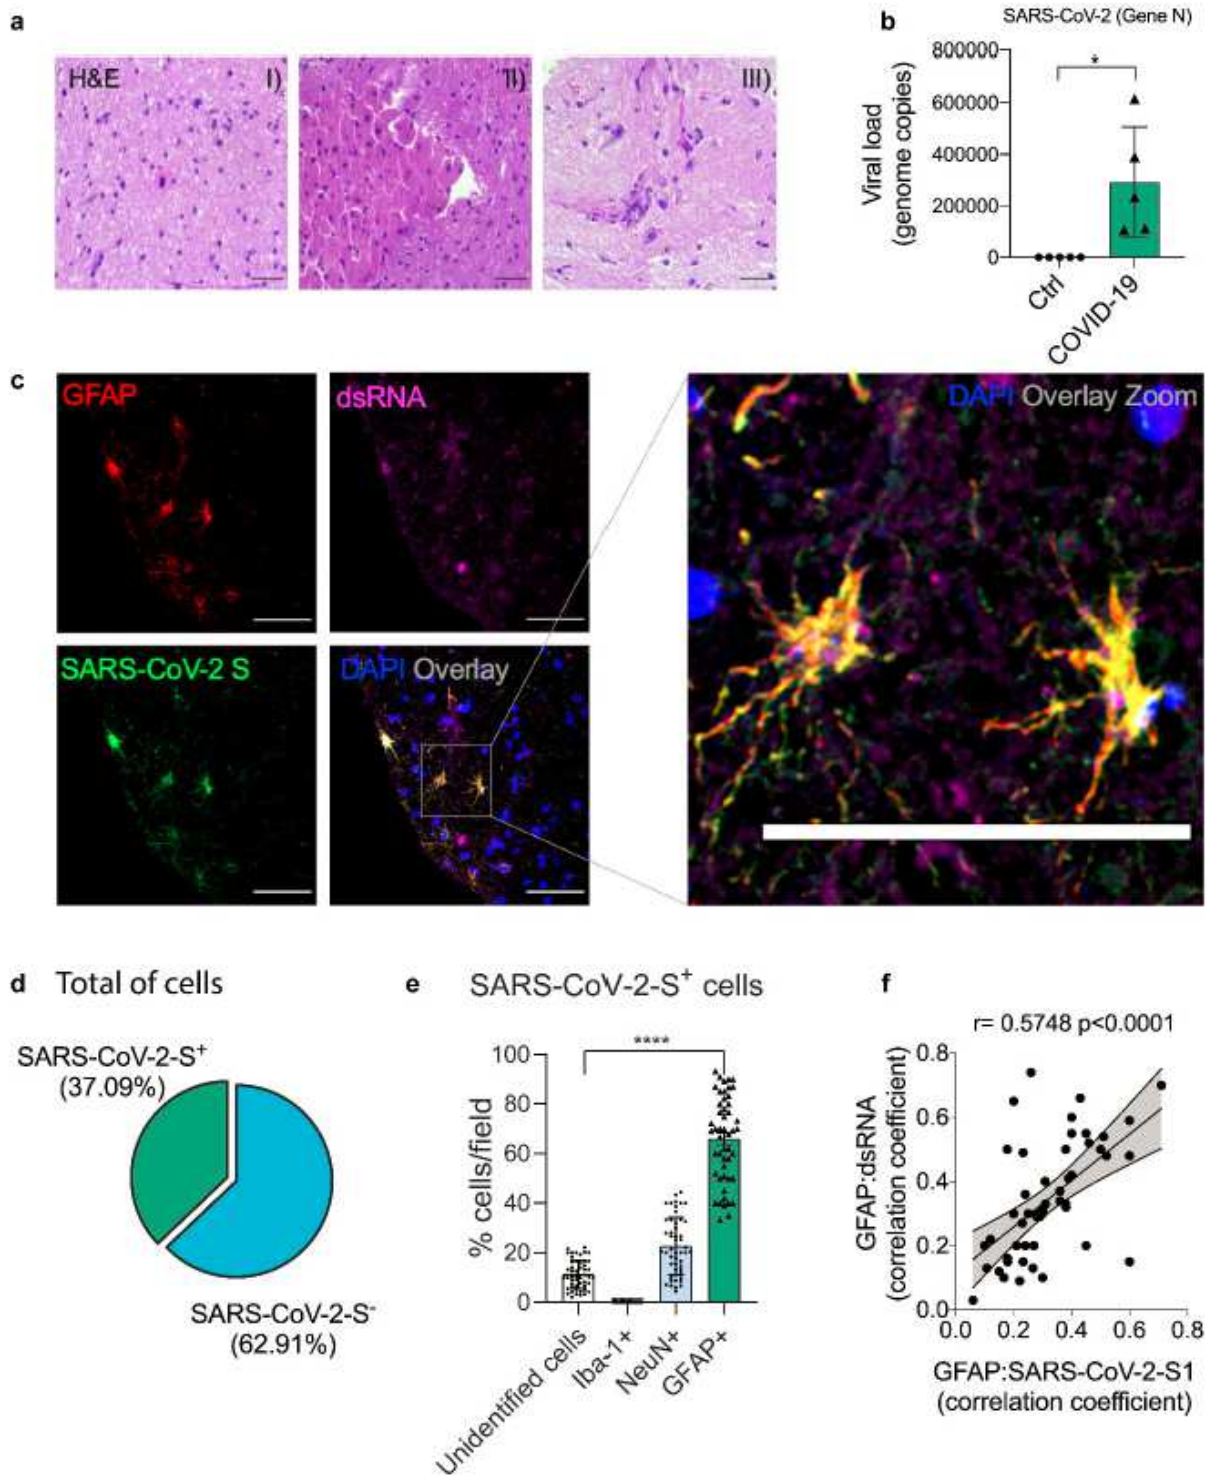 a
H&E
I)
II)
III)
b
SARS-CoV-2 (Gene N)
Viral load
(genome copies)
800000
600000
400000
200000
0
*
Ctrl
COVID-19
c
GFAP
dsRNA
SARS-CoV-2 S
DAPI Overlay
DAPI Overlay Zoom
d Total of cells
SARS-CoV-2-S+
(37.09%)
SARS-CoV-2-S-
(62.91%)
e SARS-CoV-2-S+ cells
% cells/field
100
80
60
40
20
0
****
Unidentified cells
Iba-1+
NeuN+
GFAP+
f
r= 0.5748 p<0.0001
GFAP:dsRNA
(correlation coefficient)
0.8
0.6
0.4
0.2
0.0
0.0 0.2 0.4 0.6 0.8
GFAP:SARS-CoV-2-S1
(correlation coefficient)